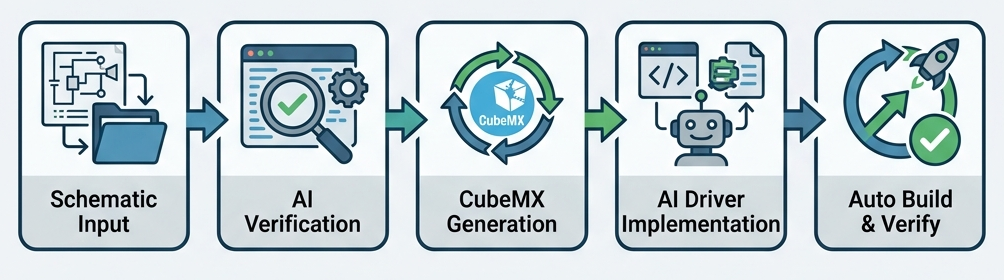 Schematic
Input
AI
Verification
CubeMX
CubeMX
Generation
</>
AI Driver
Implementation
Auto Build
& Verify